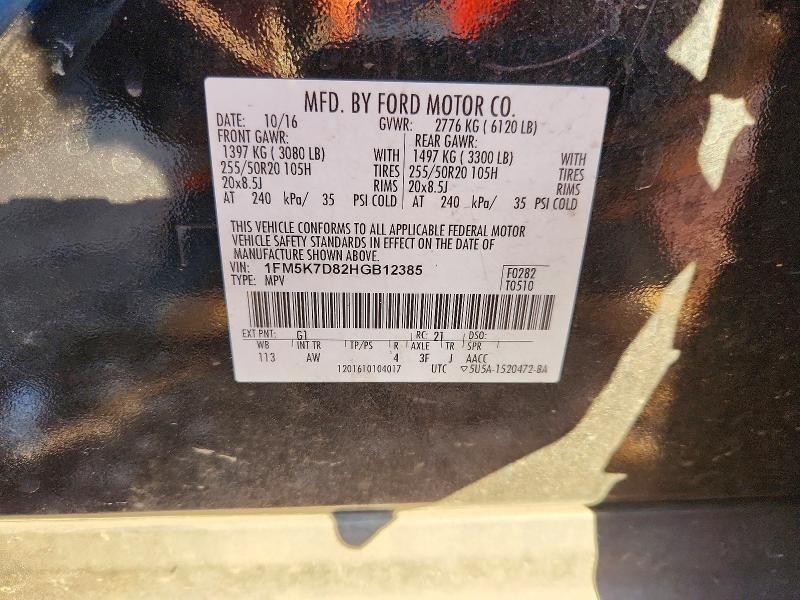 MFD. BY FORD MOTOR CO.
DATE: 10/16 GVWR: 2776 KG ( 6120 LB)
FRONT GAWR: REAR GAWR:
1397 KG ( 3080 LB) WITH 1497 KG ( 3300 LB) WITH
255/50R20 105H TIRES 255/50R20 105H TIRES
20x8.5J RIMS 20x8.5J RIMS
AT 240 kPa/ 35 PSI COLD AT 240 kPa/ 35 PSI COLD
THIS VEHICLE CONFORMS TO ALL APPLICABLE FEDERAL MOTOR
VEHICLE SAFETY STANDARDS IN EFFECT ON THE DATE OF
MANUFACTURE SHOWN ABOVE.
VIN: 1FM5K7D82HGB12385 F0282
TYPE: MPV T0510
EXT PNT: G1 RC: 21 DSO:
WB INT TR TP/PS R AXLE TR SPR
113 AW 4 3F J AACC
1201610104017 UTC ▽5U5A-1520472-BA